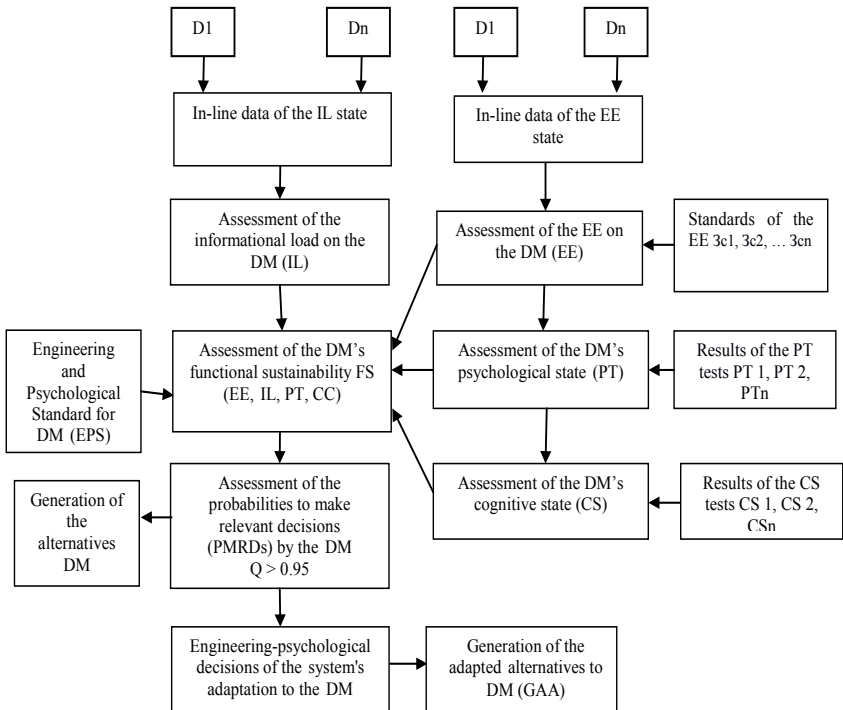 D1
Dn
D1
Dn
In-line data of the IL state
In-line data of the EE
state
Assessment of the
informational load on the
DM (IL)
Assessment of the EE on
the DM (EE)
Standards of the
EE 3c1, 3c2, ... 3cn
Engineering
and
Psychological
Standard for
DM (EPS)
Assessment of the DM’s
functional sustainability FS
(EE, IL, PT, CC)
Assessment of the DM’s
psychological state (PT)
Results of the PT
tests PT 1, PT 2,
PTn
Generation of
the
alternatives
DM
Assessment of the
probabilities to make
relevant decisions
(PMRDs) by the DM
Q > 0.95
Assessment of the DM’s
cognitive state (CS)
Results of the CS
tests CS 1, CS 2,
CSn
Engineering-psychological
decisions of the system's
adaptation to the DM
Generation of the
adapted alternatives to
DM (GAA)